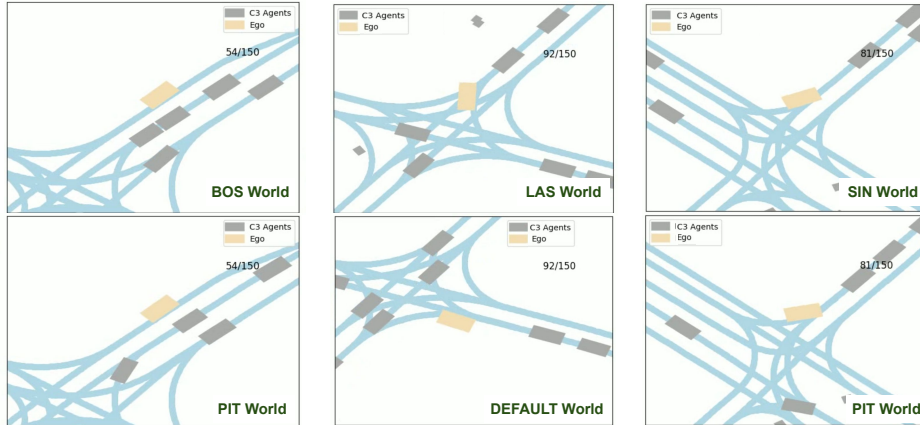 C3 Agents
Ego
54/150
BOS World
C3 Agents
Ego
92/150
LAS World
C3 Agents
Ego
81/150
SIN World
C3 Agents
Ego
54/150
PIT World
C3 Agents
Ego
92/150
DEFAULT World
C3 Agents
Ego
81/150
PIT World